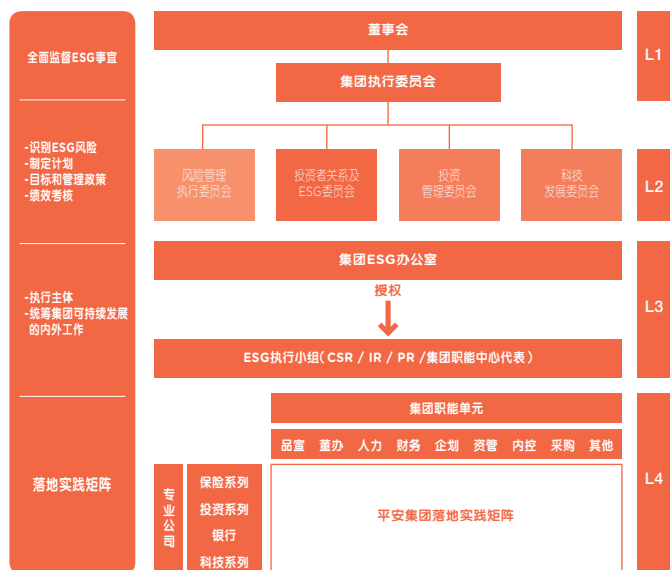 全面监督ESG事宜
董事会
集团执行委员会
L1
-识别ESG风险
-制定计划
-目标和管理政策
-绩效考核
风险管理
执行委员会
投资者关系及
ESG委员会
投资
管理委员会
科技
发展委员会
L2
-执行主体
-统筹集团可持续发展
的内外工作
集团ESG办公室
授权
ESG执行小组（CSR / IR / PR /集团职能中心代表）
L3
落地实践矩阵
集团职能单元
品宣 董办 人力 财务 企划 资管 内控 采购 其他
专业公司
保险系列
投资系列
银行
科技系列
平安集团落地实践矩阵
L4